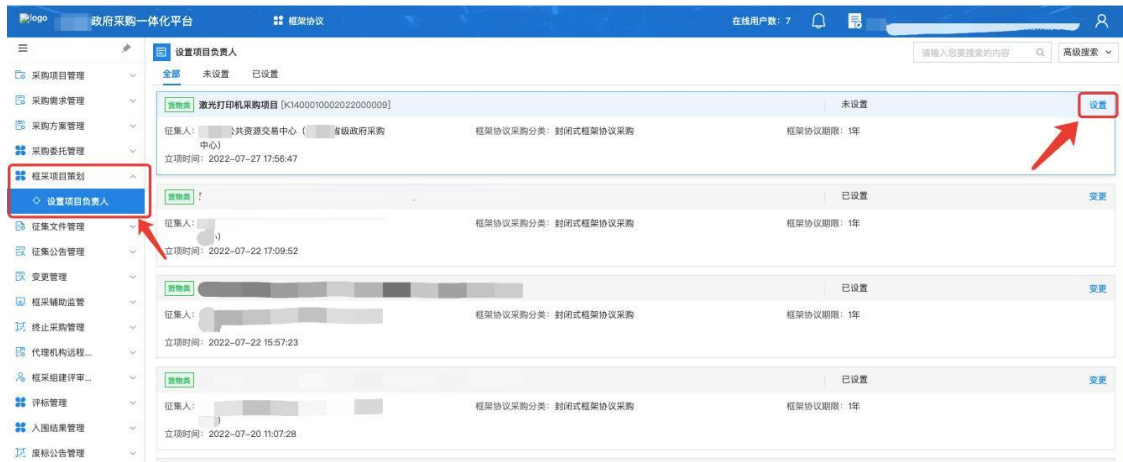 logo
政府采购一体化平台
框架协议
在线用户数: 7
设置项目负责人
请输入您要搜索的内容
高级搜索
全部 未设置 已设置
采购项目管理
采购需求管理
采购方案管理
采购委托管理
框采项目策划
设置项目负责人
征集文件管理
征集公告管理
变更管理
框采辅助监管
终止采购管理
代理机构远程...
框采组建评审...
评标管理
入围结果管理
废标公告管理
货物类 激光打印机采购项目 [K1400010002022000009] 未设置 设置
征集人: 公共资源交易中心 ( 省级政府采购 框架协议采购分类: 封闭式框架协议采购 框架协议期限: 1年
中心)
立项时间: 2022-07-27 17:56:47
货物类 已设置 变更
征集人: 框架协议采购分类: 封闭式框架协议采购 框架协议期限: 1年
立项时间: 2022-07-22 17:09:52
货物类 已设置 变更
征集人: 框架协议采购分类: 封闭式框架协议采购 框架协议期限: 1年
立项时间: 2022-07-22 15:57:23
货物类 已设置 变更
征集人: 框架协议采购分类: 封闭式框架协议采购 框架协议期限: 1年
立项时间: 2022-07-20 11:07:28